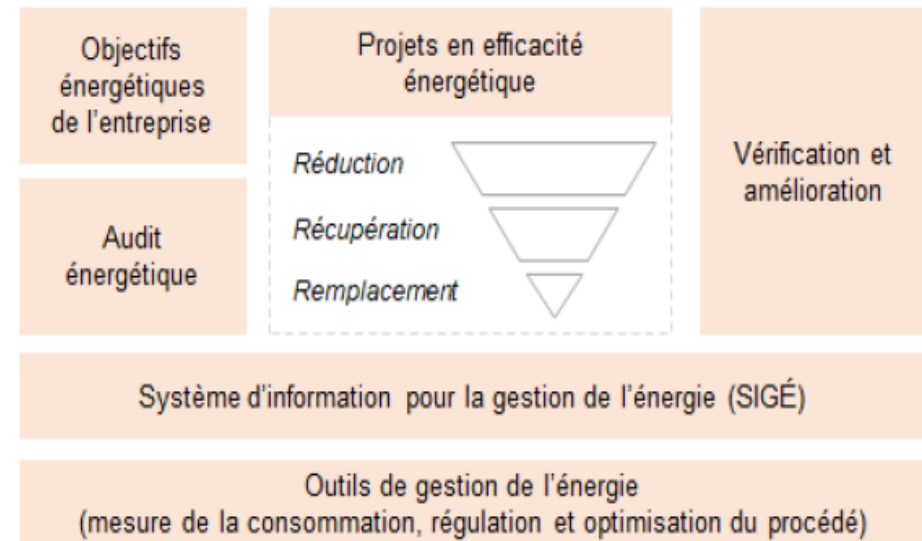 Objectifs
énergétiques
de l'entreprise
Audit
énergétique
Projets en efficacité
énergétique
Réduction
Récupération
Remplacement
Vérification et
amélioration
Système d'information pour la gestion de l'énergie (SIGÉ)
Outils de gestion de l'énergie
(mesure de la consommation, régulation et optimisation du procédé)